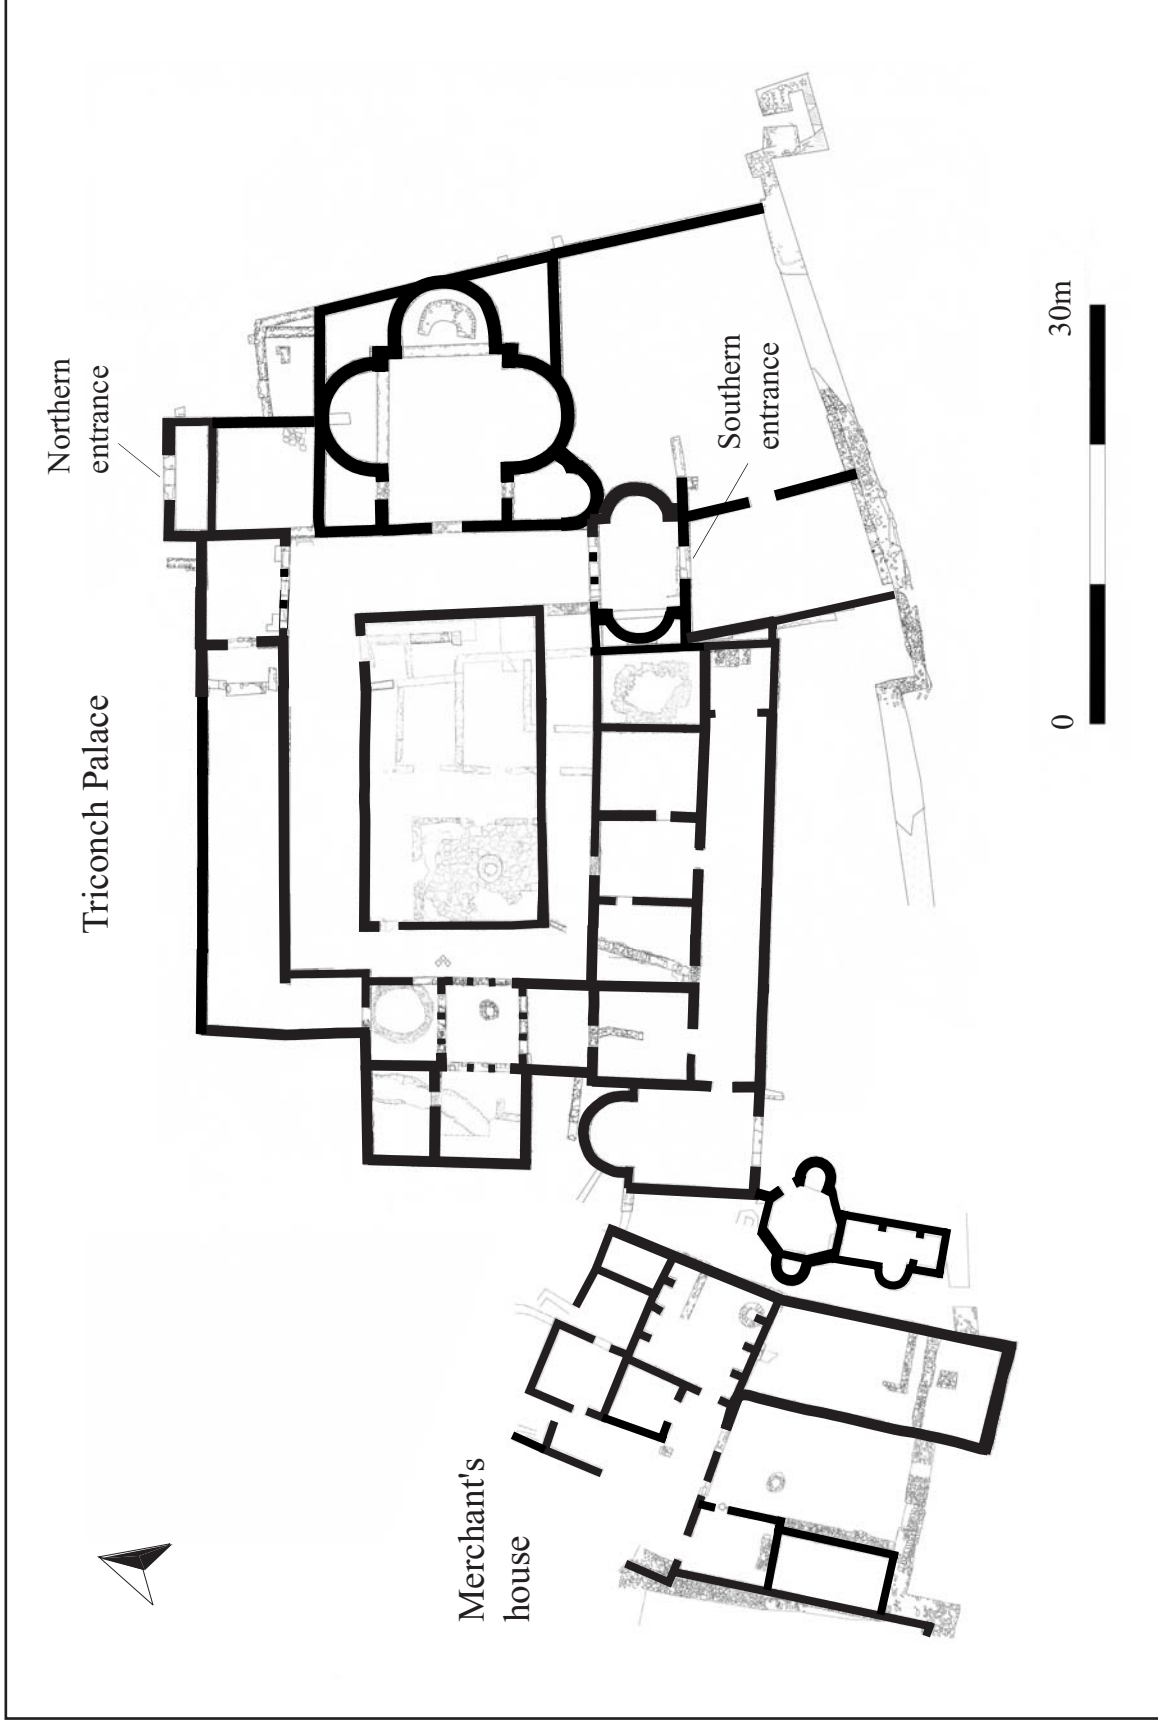 Northern
entrance
Triconch Palace
Southern
entrance
Merchant's
house
0
30m